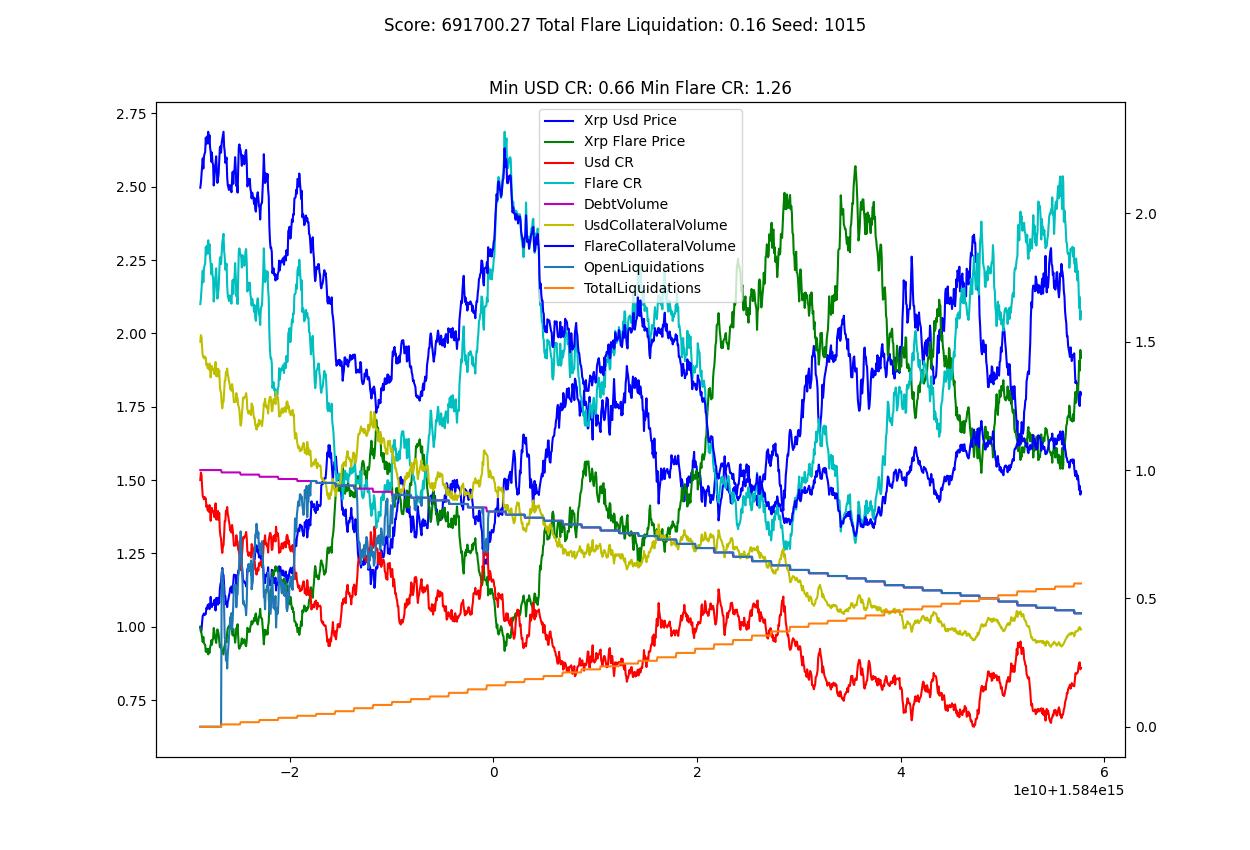 Score: 691700.27 Total Flare Liquidation: 0.16 Seed: 1015
Min USD CR: 0.66 Min Flare CR: 1.26
2.75
2.50
2.25
2.00
1.75
1.50
1.25
1.00
0.75
Xrp Usd Price
Xrp Flare Price
Usd CR
Flare CR
DebtVolume
UsdCollateralVolume
FlareCollateralVolume
OpenLiquidations
TotalLiquidations
2.0
1.5
1.0
0.5
0.0
−2 0 2 4 6
1e10+1.584e15